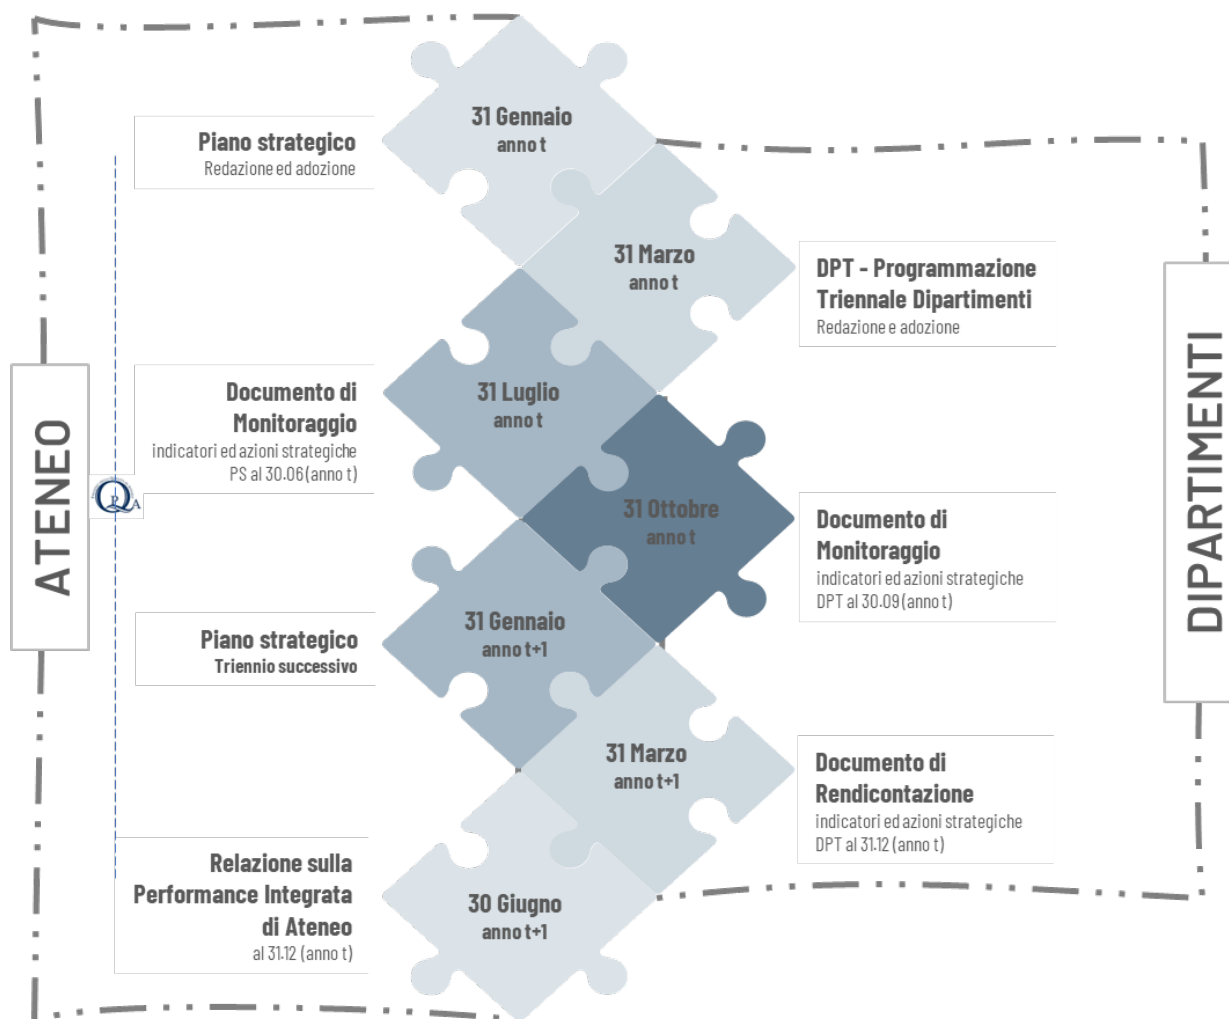 31 Gennaio
anno t
Piano strategico
Redazione ed adozione
31 Marzo
anno t
DPT - Programmazione
Triennale Dipartimenti
Redazione e adozione
31 Luglio
anno t
Documento di
Monitoraggio
indicatori ed azioni strategiche
PS al 30.06 (anno t)
ATENEO
QPA
DIPARTIMENTI
31 Ottobre
anno t
Documento di
Monitoraggio
indicatori ed azioni strategiche
DPT al 30.09 (anno t)
31 Gennaio
anno t+1
Piano strategico
Triennio successivo
31 Marzo
anno t+1
Documento di
Rendicontazione
indicatori ed azioni strategiche
DPT al 31.12 (anno t)
Relazione sulla
Performance Integrata
di Ateneo
al 31.12 (anno t)
30 Giugno
anno t+1